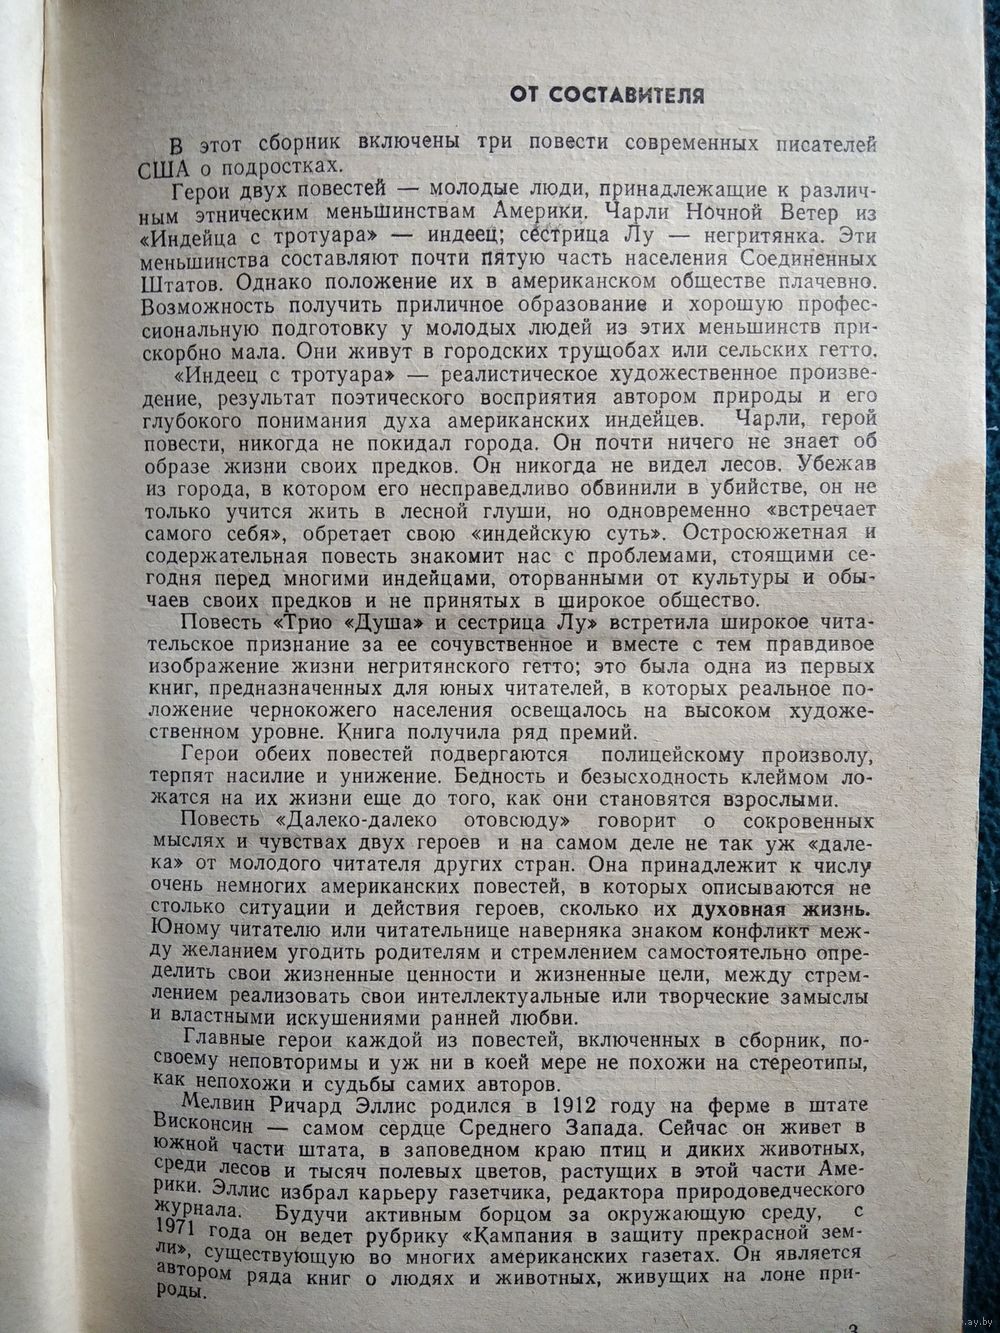 ОТ СОСТАВИТЕЛЯ
В этот сборник включены три повести современных писателей
США о подростках.
Герои двух повестей — молодые люди, принадлежащие к различ-
ным этническим меньшинствам Америки. Чарли Ночной Ветер из
«Индейца с тротуара» — индеец; сестрица Лу — негритянка. Эти
меньшинства составляют почти пятую часть населения Соединенных
Штатов. Однако положение их в американском обществе плачевно.
Возможность получить приличное образование и хорошую профес-
сиональную подготовку у молодых людей из этих меньшинств при-
скорбно мала. Они живут в городских трущобах или сельских гетто.
«Индеец с тротуара» — реалистическое художественное произве-
дение, результат поэтического восприятия автором природы и его
глубокого понимания духа американских индейцев. Чарли, герой
повести, никогда не покидал города. Он почти ничего не знает об
образе жизни своих предков. Он никогда не видел лесов. Убежав
из города, в котором его несправедливо обвинили в убийстве, он не
только учится жить в лесной глуши, но одновременно «встречает
самого себя», обретает свою «индейскую суть». Остросюжетная и
содержательная повесть знакомит нас с проблемами, стоящими се-
годня перед многими индейцами, оторванными от культуры и обы-
чаев своих предков и не принятых в широкое общество.
Повесть «Трио «Душа» и сестрица Лу» встретила широкое чита-
тельское признание за ее сочувственное и вместе с тем правдивое
изображение жизни негритянского гетто; это была одна из первых
книг, предназначенных для юных читателей, в которых реальное по-
ложение чернокожего населения освещалось на высоком художе-
ственном уровне. Книга получила ряд премий.
Герои обеих повестей подвергаются полицейскому произволу,
терпят насилие и унижение. Бедность и безысходность клеймом ло-
жатся на их жизни еще до того, как они становятся взрослыми.
Повесть «Далеко-далеко отовсюду» говорит о сокровенных
мыслях и чувствах двух героев и на самом деле не так уж «дале-
ка» от молодого читателя других стран. Она принадлежит к числу
очень немногих американских повестей, в которых описываются не
столько ситуации и действия героев, сколько их духовная жизнь.
Юному читателю или читательнице наверняка знаком конфликт меж-
ду желанием угодить родителям и стремлением самостоятельно опре-
делить свои жизненные ценности и жизненные цели, между стрем-
лением реализовать свои интеллектуальные или творческие замыслы
и властными искушениями ранней любви.
Главные герои каждой из повестей, включенных в сборник, по-
своему неповторимы и уж ни в коей мере не похожи на стереотипы,
как непохожи и судьбы самих авторов.
Мелвин Ричард Эллис родился в 1912 году на ферме в штате
Висконсин — самом сердце Среднего Запада. Сейчас он живет в
южной части штата, в заповедном краю птиц и диких животных,
среди лесов и тысяч полевых цветов, растущих в этой части Аме-
рики. Эллис избрал карьеру газетчика, редактора природоведческого
журнала. Будучи активным борцом за окружающую среду, с
1971 года он ведет рубрику «Кампания в защиту прекрасной зем-
ли», существующую во многих американских газетах. Он является
автором ряда книг о людях и животных, живущих на лоне при-
роды.
3
ay.by